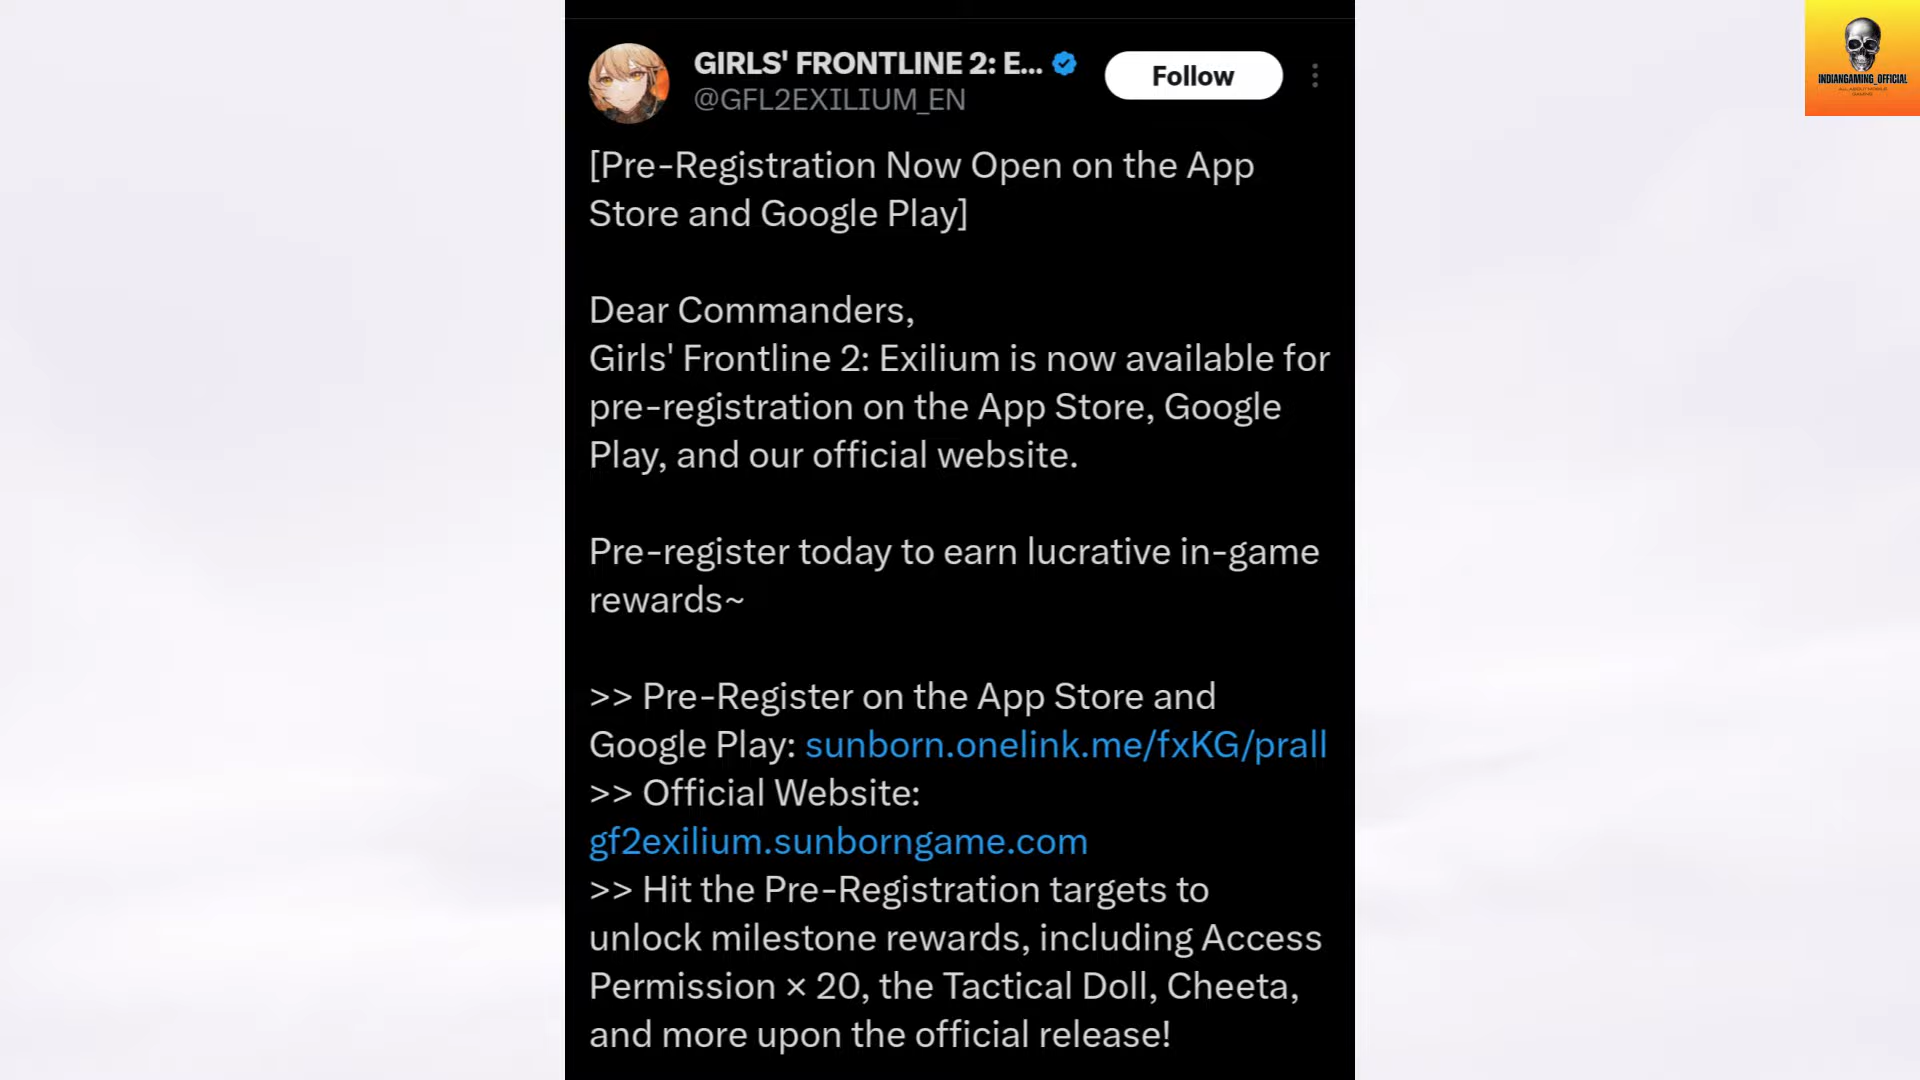 GIRLS' FRONTLINE 2: E...
@GFL2EXILIUM_EN
Follow
[Pre-Registration Now Open on the App
Store and Google Play]
Dear Commanders,
Girls' Frontline 2: Exilium is now available for
pre-registration on the App Store, Google
Play, and our official website.
Pre-register today to earn lucrative in-game
rewards~
>> Pre-Register on the App Store and
Google Play: sunborn.onelink.me/fxKG/prall
>> Official Website:
gf2exilium.sunborngame.com
>> Hit the Pre-Registration targets to
unlock milestone rewards, including Access
Permission × 20, the Tactical Doll, Cheeta,
and more upon the official release!
INDIANGAMING_OFFICIAL
ALL ABOUT MOBILE
GAMING